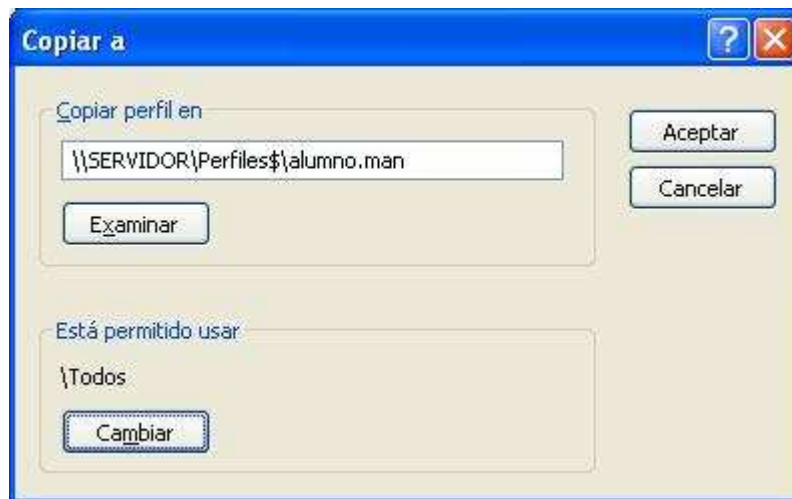 Copiar a
Copiar perfil en
\\SERVIDOR\Perfiles$\alumno.man
Examinar
Aceptar
Cancelar
Está permitido usar
\Todos
Cambiar